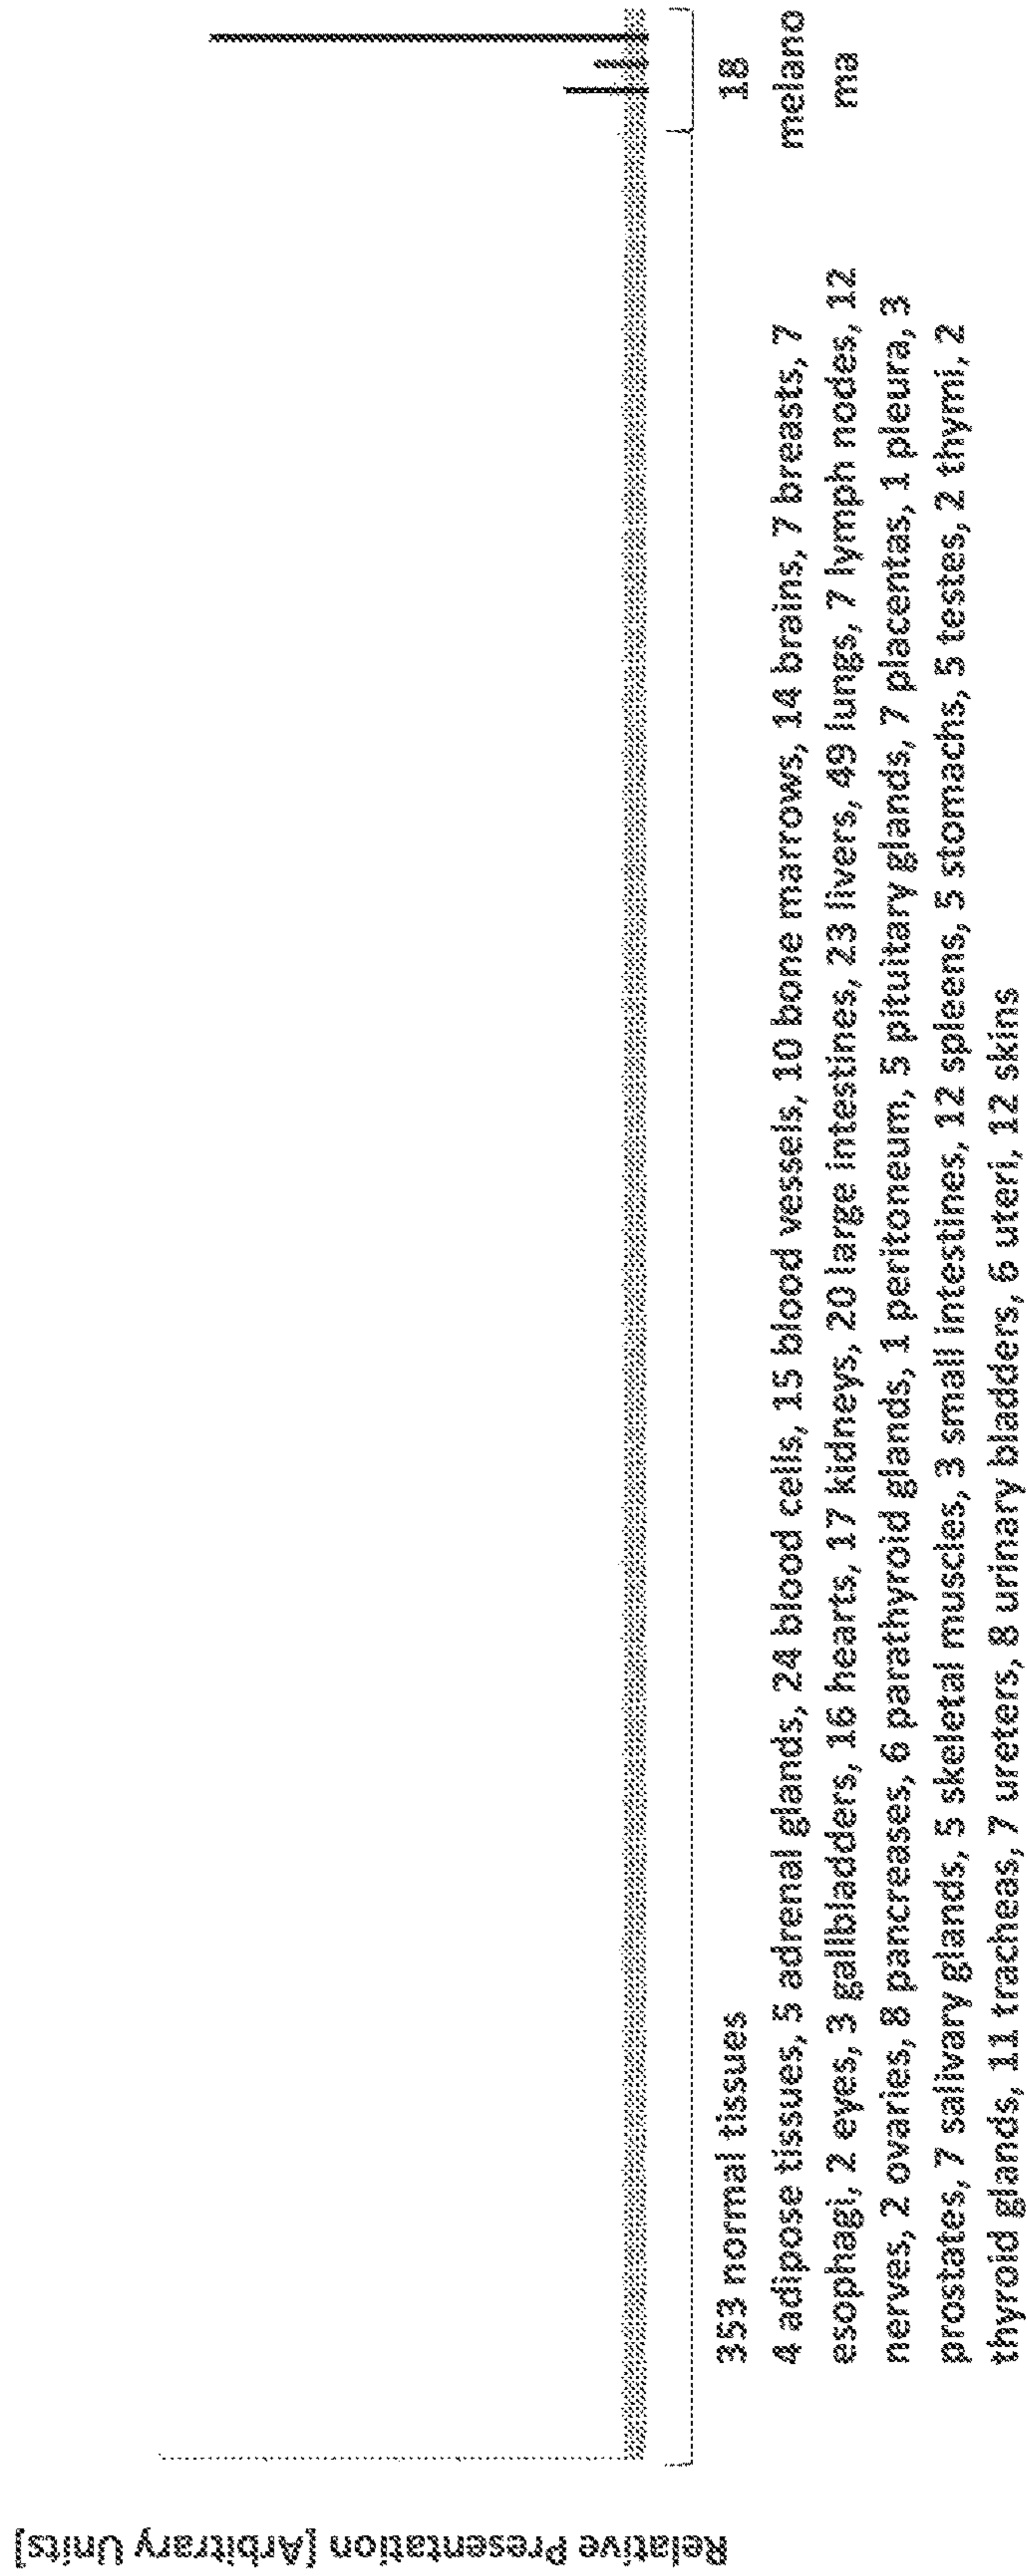 Relative Presentation [Arbitrary Units]
353 normal tissues
4 adipose tissues, 5 adrenal glands, 24 blood cells, 15 blood vessels, 10 bone marrows, 14 brains, 7 breasts, 7
esophagi, 2 eyes, 3 gallbladders, 16 hearts, 17 kidneys, 20 large intestines, 23 livers, 49 lungs, 7 lymph nodes, 12
nerves, 2 ovaries, 8 pancreases, 6 parathyroid glands, 1 peritoneum, 5 pituitary glands, 7 placentas, 1 pleura, 3
prostates, 7 salivary glands, 5 skeletal muscles, 3 small intestines, 12 spleens, 5 stomachs, 5 testes, 2 thymi, 2
thyroid glands, 11 tracheas, 7 ureters, 8 urinary bladders, 6 uteri, 12 skins
18
melano
ma